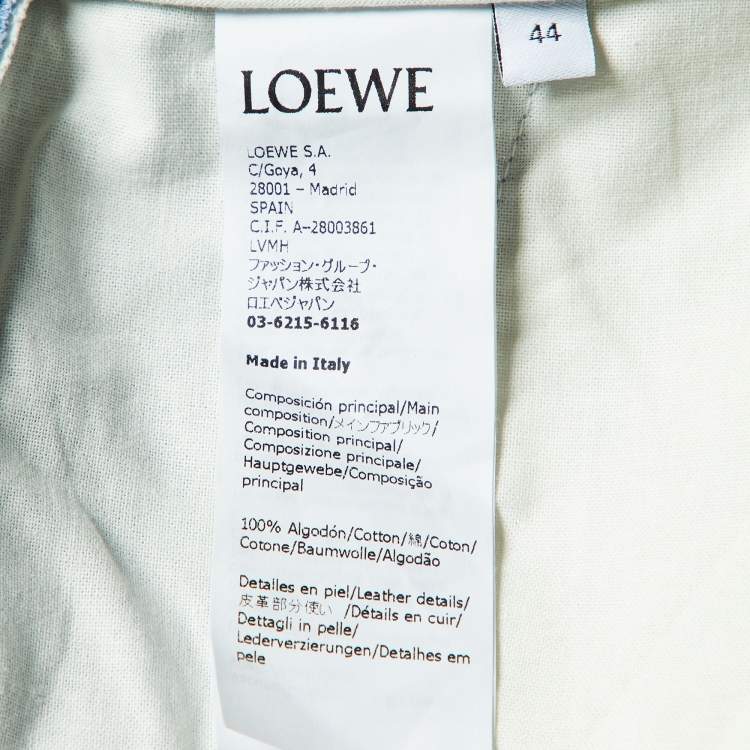 44
LOEWE
LOEWE S.A.
C/Goya, 4
28001 – Madrid
SPAIN
C.I.F. A-28003861
LVMH
ファッション・グループ・
ジャパン株式会社
ロエベジャパン
03-6215-6116
Made in Italy
Composición principal/Main
composition/メインファブリック/
Composition principal/
Composizione principale/
Hauptgewebe/Composição
principal
100% Algodón/Cotton/綿/Coton/
Cotone/Baumwolle/Algodão
Detalles en piel/Leather details/
皮革部分使い /Détails en cuir/
Dettagli in pelle/
Lederverzierungen/Detalhes em
pele